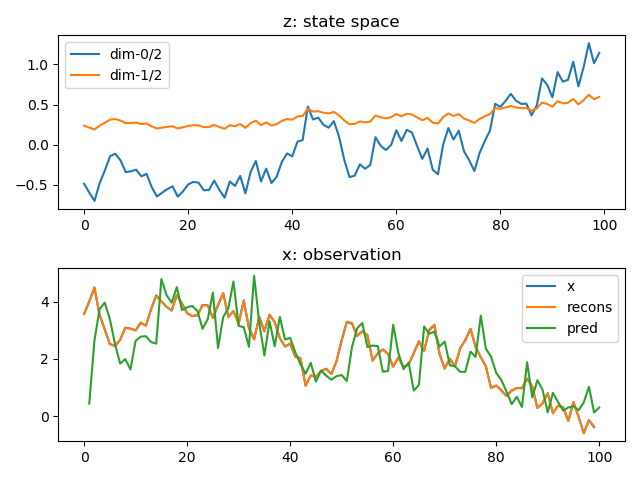 z: state space
dim-0/2
dim-1/2
1.0
0.5
0.0
−0.5
0 20 40 60 80 100
x: observation
x
recons
pred
4
2
0
0 20 40 60 80 100